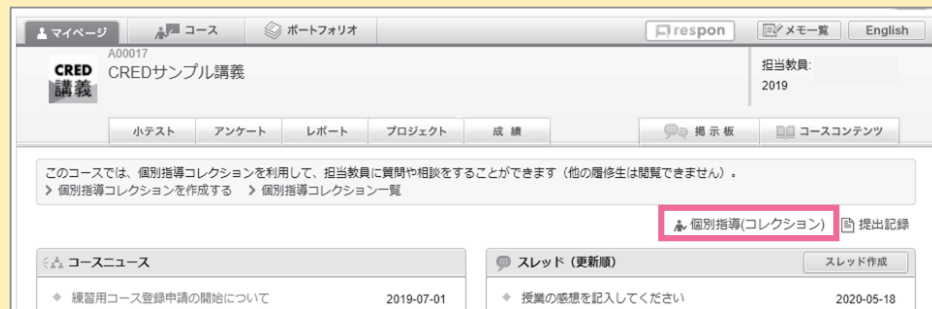 マイページ コース ポートフォリオ respon メモ一覧 English
A00017
CRED 講義
CREDサンプル講義
担当教員:
2019
小テスト アンケート レポート プロジェクト 成績 掲示板 コースコンテンツ
このコースでは、個別指導コレクションを利用して、担当教員に質問や相談をすることができます（他の履修生は閲覧できません）。
> 個別指導コレクションを作成する > 個別指導コレクション一覧
個別指導(コレクション) 提出記録
コースニュース
練習用コース登録申請の開始について 2019-07-01
スレッド（更新順） スレッド作成
授業の感想を記入してください 2020-05-18